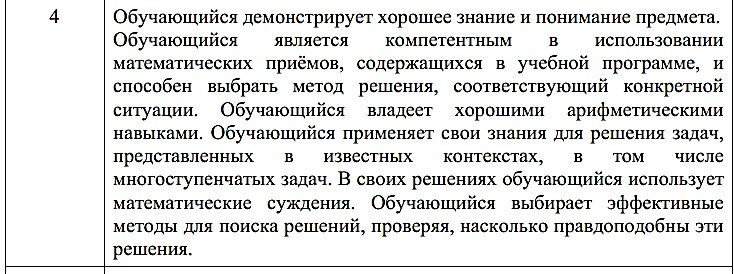 4
Обучающийся демонстрирует хорошее знание и понимание предмета.
Обучающийся является компетентным в использовании
математических приёмов, содержащихся в учебной программе, и
способен выбрать метод решения, соответствующий конкретной
ситуации. Обучающийся владеет хорошими арифметическими
навыками. Обучающийся применяет свои знания для решения задач,
представленных в известных контекстах, в том числе
многоступенчатых задач. В своих решениях обучающийся использует
математические суждения. Обучающийся выбирает эффективные
методы для поиска решений, проверяя, насколько правдоподобны эти
решения.